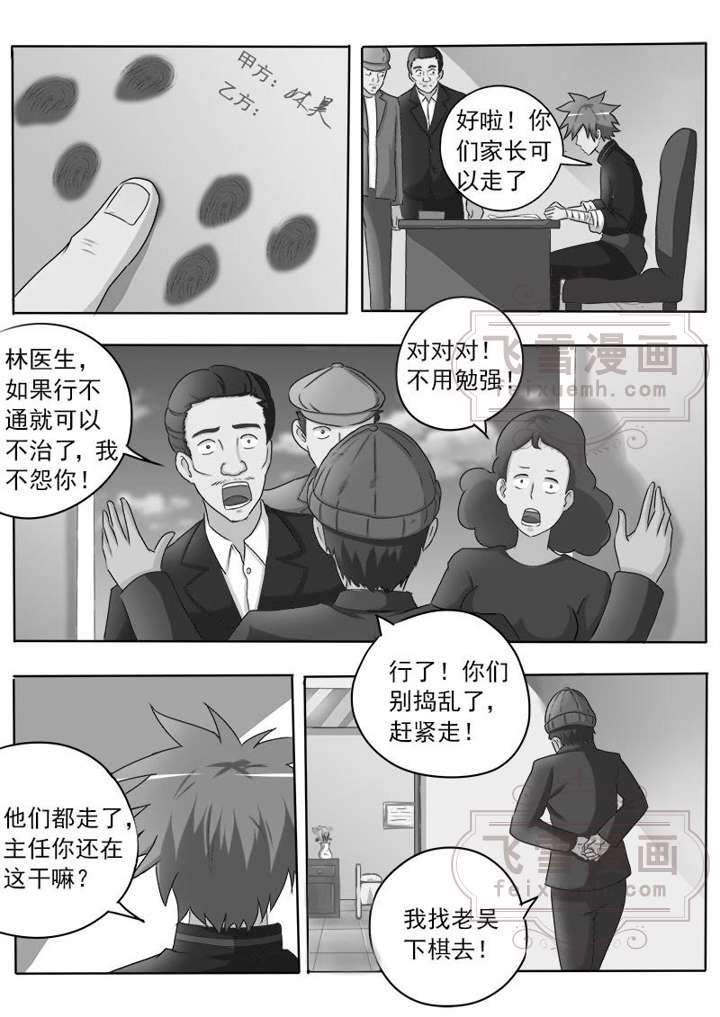 甲方：林昊
乙方：
好啦！你
们家长可
以走了
林医生，
如果行不
通就可以
不治了，我
不怨你！
对对对！
不用勉强！
飞雪漫画
feixuemh.com
行了！你们
别捣乱了，
赶紧走！
他们都走了，
主任你还在
这干嘛？
飞雪漫画
feixuemh.com
我找老吴
下棋去！